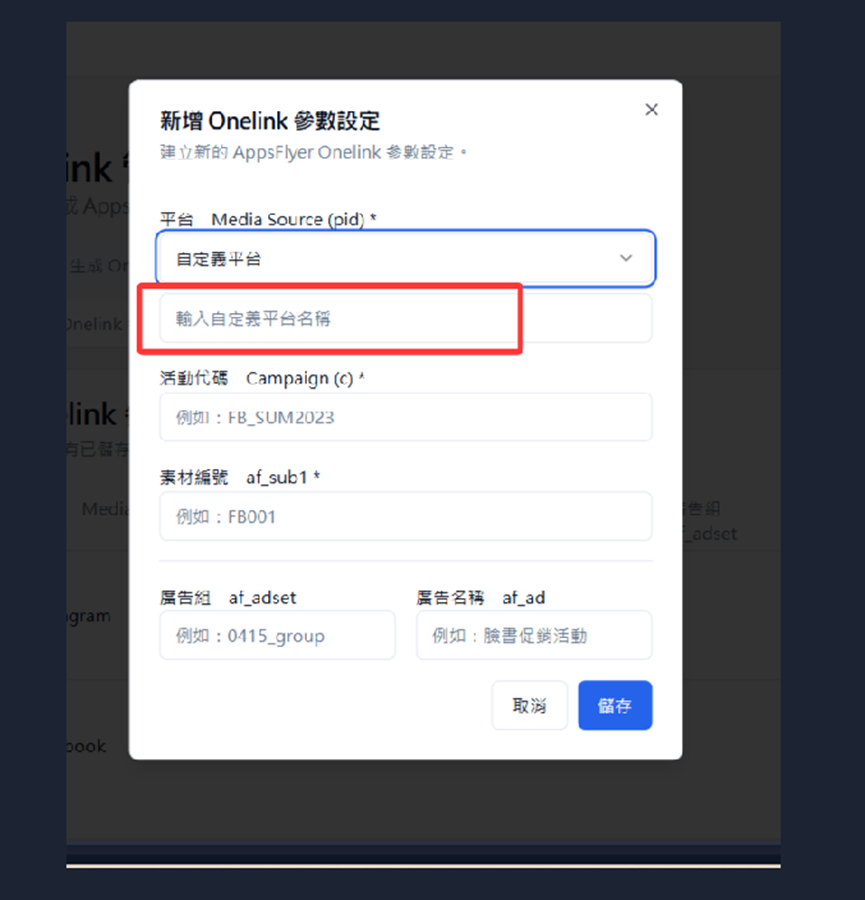 新增 Onelink 參數設定
建立新的 AppsFlyer Onelink 參數設定。
平台 Media Source (pid) *
自定義平台
輸入自定義平台名稱
活動代碼 Campaign (c) *
例如：FB_SUM2023
素材編號 af_sub1 *
例如：FB001
廣告組 af_adset
例如：0415_group
廣告名稱 af_ad
例如：臉書促銷活動
取消
儲存
ink
Apps
生成 On
Onelink
link
有已儲存
Media
告組
f_adset
gram
book